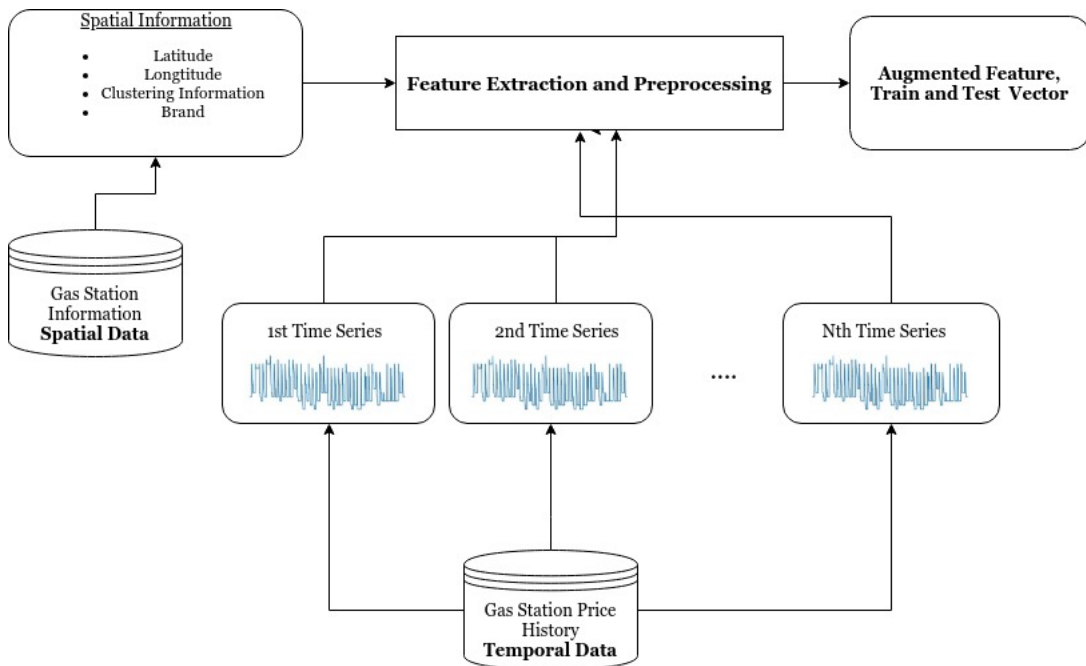 Spatial Information
• Latitude
• Longtitude
• Clustering Information
• Brand
Feature Extraction and Preprocessing
Augmented Feature,
Train and Test Vector
Gas Station
Information
Spatial Data
1st Time Series
2nd Time Series
....
Nth Time Series
Gas Station Price
History
Temporal Data